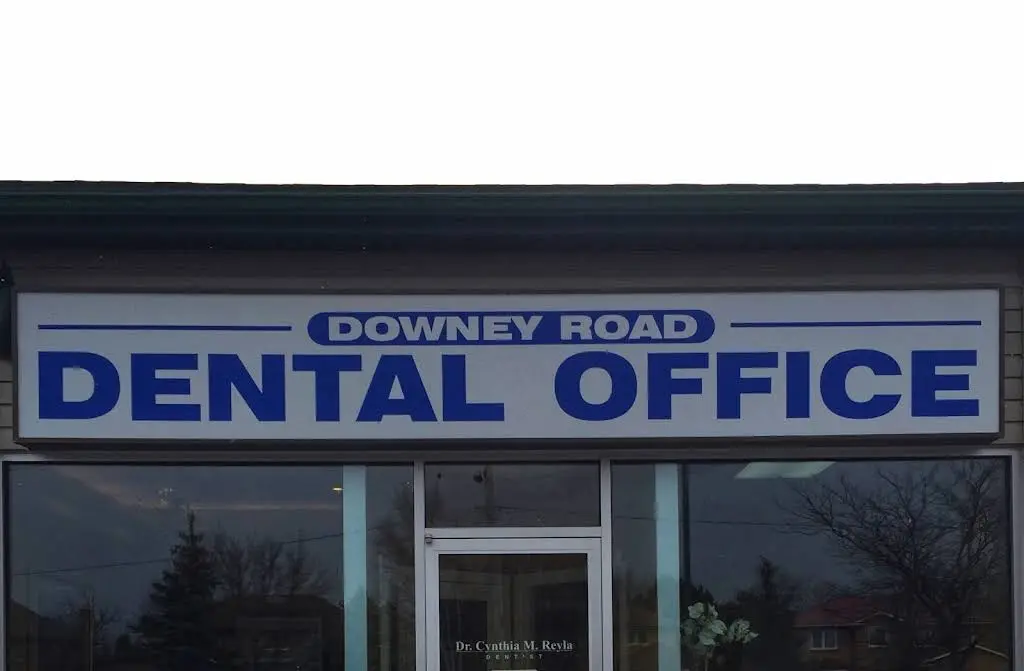 DOWNEY ROAD
DENTAL OFFICE
Dr. Cynthia M. Reyla
DENTIST